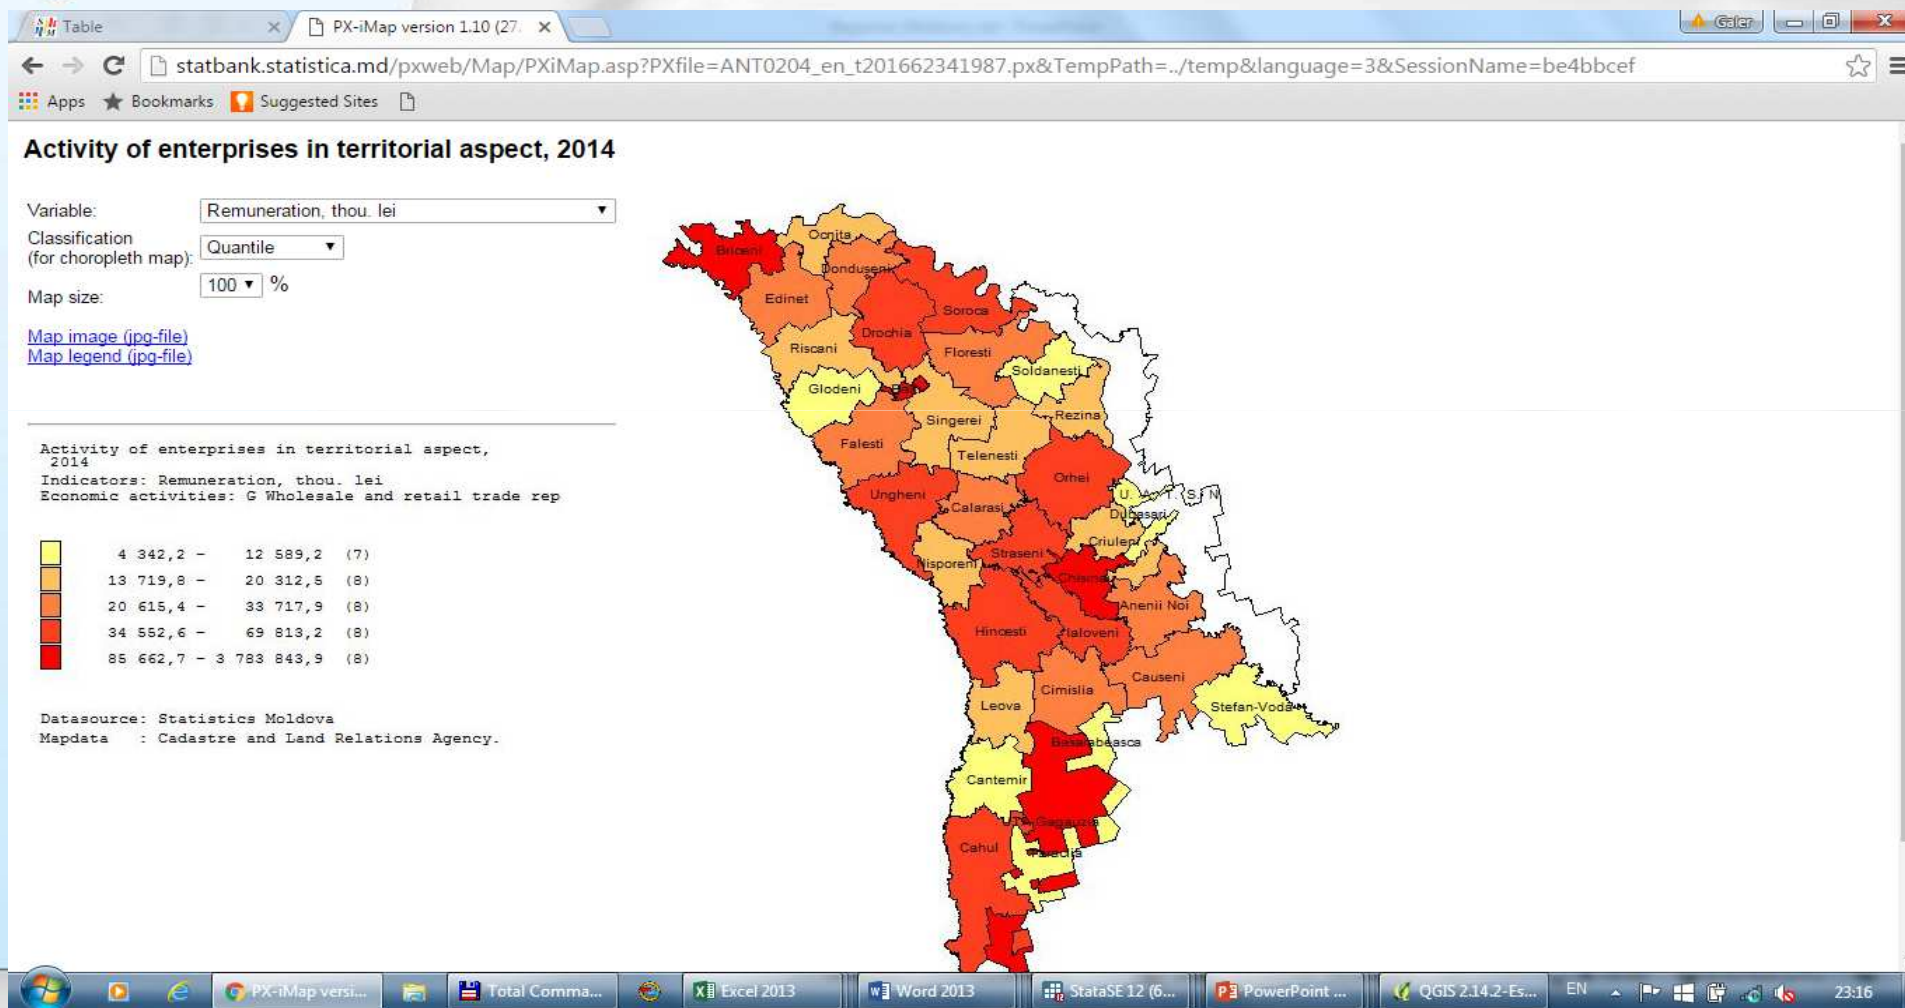 Table
PX-iMap version 1.10 (27.
Galer
statbank.statistica.md/pxweb/Map/PXiMap.asp?PXfile=ANT0204_en_t201662341987.px&TempPath=../temp&language=3&SessionName=be4bbcef
Apps Bookmarks Suggested Sites
Activity of enterprises in territorial aspect, 2014
Variable: Remuneration, thou. lei
Classification
(for choropleth map): Quantile
Map size: 100 %
Map image (jpg-file)
Map legend (jpg-file)
Activity of enterprises in territorial aspect,
2014
Indicators: Remuneration, thou. lei
Economic activities: G Wholesale and retail trade rep
4 342,2 - 12 589,2 (7)
13 719,8 - 20 312,5 (8)
20 615,4 - 33 717,9 (8)
34 552,6 - 69 813,2 (8)
85 662,7 - 3 783 843,9 (8)
Datasource: Statistics Moldova
Mapdata : Cadastre and Land Relations Agency.
Ocnita
Briceni
Donduseni
Edinet
Soroca
Drochia
Riscani
Floresti
Soldanesti
Glodeni
Rezina
Singerei
Falesti
Telenesti
Orhei
Ungheni
U. A. T. S. N
Calarasi
Dubasari
Criuleni
Straseni
Nisporeni
Chisinau
Anenii Noi
Hincesti
Ialoveni
Causeni
Cimislia
Leova
Stefan-Voda
Basarabeasca
Cantemir
Gagauzia
Cahul
Taraclia
PX-iMap versi...
Total Comma...
Excel 2013
Word 2013
StataSE 12 (6...
PowerPoint ...
QGIS 2.14.2-Es...
EN
23:16